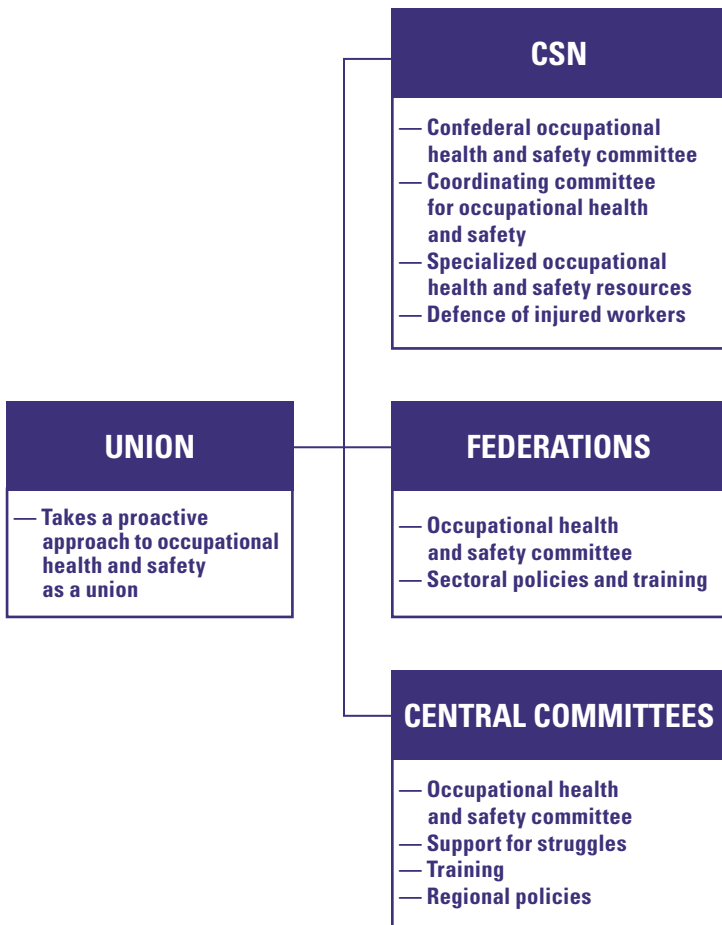 CSN
— Confederal occupational
health and safety committee
— Coordinating committee
for occupational health
and safety
— Specialized occupational
health and safety resources
— Defence of injured workers
UNION
— Takes a proactive
approach to occupational
health and safety
as a union
FEDERATIONS
— Occupational health
and safety committee
— Sectoral policies and training
CENTRAL COMMITTEES
— Occupational health
and safety committee
— Support for struggles
— Training
— Regional policies